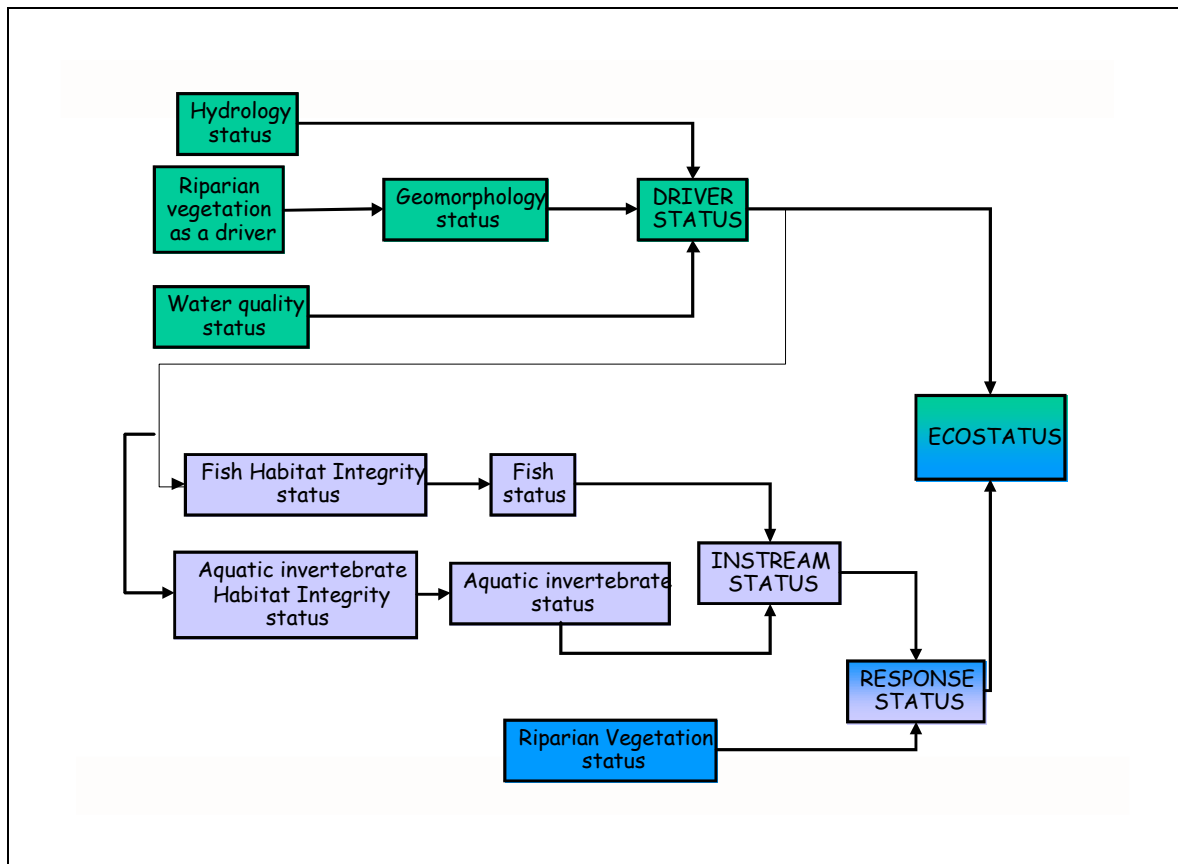 Hydrology
status
Riparian
vegetation
as a driver
Geomorphology
status
DRIVER
STATUS
Water quality
status
ECOSTATUS
Fish Habitat Integrity
status
Fish
status
Aquatic invertebrate
Habitat Integrity
status
Aquatic invertebrate
status
INSTREAM
STATUS
RESPONSE
STATUS
Riparian Vegetation
status